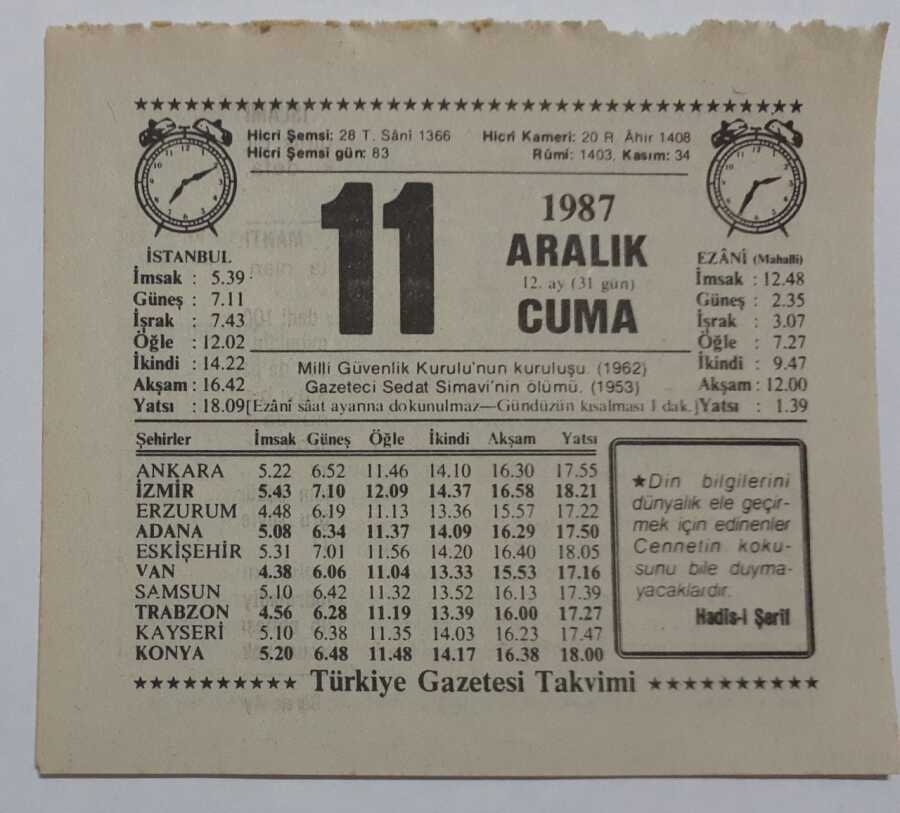 Hicri Şemsi: 28 T. Sâni 1366 Hicri Kameri: 20 R. Âhir 1408
Hicri Şemsi gün: 83 Rûmi: 1403, Kasım: 34
11
1987
ARALIK
12. ay (31 gün)
CUMA
İSTANBUL
İmsak : 5.39
Güneş : 7.11
İşrak : 7.43
Öğle : 12.02
İkindi : 14.22
Akşam : 16.42
Yatsı : 18.09
EZÂNİ (Mahalli)
İmsak : 12.48
Güneş : 2.35
İşrak : 3.07
Öğle : 7.27
İkindi : 9.47
Akşam : 12.00
Yatsı : 1.39
Milli Güvenlik Kurulu'nun kuruluşu. (1962)
Gazeteci Sedat Simavi'nin ölümü. (1953)
[Ezânî sâat ayarına dokunulmaz—Gündüzün kısalması 1 dak.]
Şehirler İmsak Güneş Öğle İkindi Akşam Yatsı
ANKARA 5.22 6.52 11.46 14.10 16.30 17.55
İZMİR 5.43 7.10 12.09 14.37 16.58 18.21
ERZURUM 4.48 6.19 11.13 13.36 15.57 17.22
ADANA 5.08 6.34 11.37 14.09 16.29 17.50
ESKİŞEHİR 5.31 7.01 11.56 14.20 16.40 18.05
VAN 4.38 6.06 11.04 13.33 15.53 17.16
SAMSUN 5.10 6.42 11.32 13.52 16.13 17.39
TRABZON 4.56 6.28 11.19 13.39 16.00 17.27
KAYSERİ 5.10 6.38 11.35 14.03 16.23 17.47
KONYA 5.20 6.48 11.48 14.17 16.38 18.00
★Din bilgilerini
dünyalık ele geçir-
mek için edinenler
Cennetin koku-
sunu bile duyma-
yacaklardır.
Hadis-i Şerif
★★★★★★★★★★ Türkiye Gazetesi Takvimi ★★★★★★★★★★